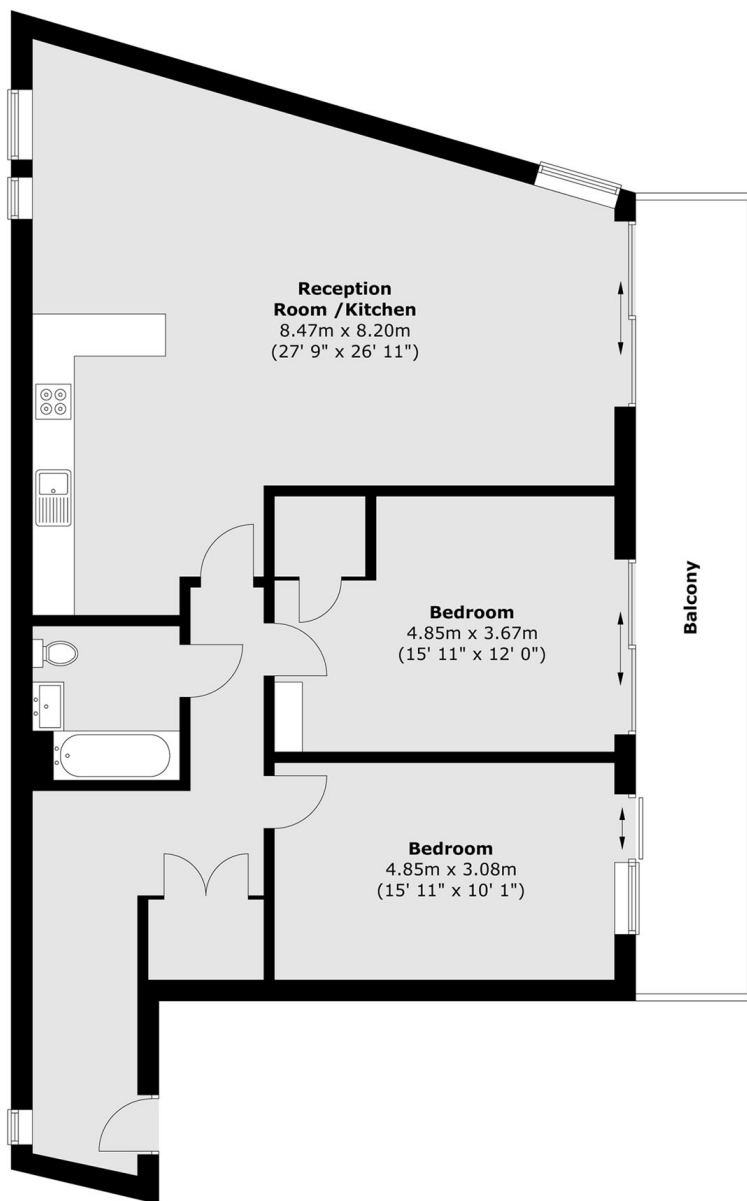 Reception
Room /Kitchen
8.47m x 8.20m
(27' 9" x 26' 11")
Bedroom
4.85m x 3.67m
(15' 11" x 12' 0")
Balcony
Bedroom
4.85m x 3.08m
(15' 11" x 10' 1")